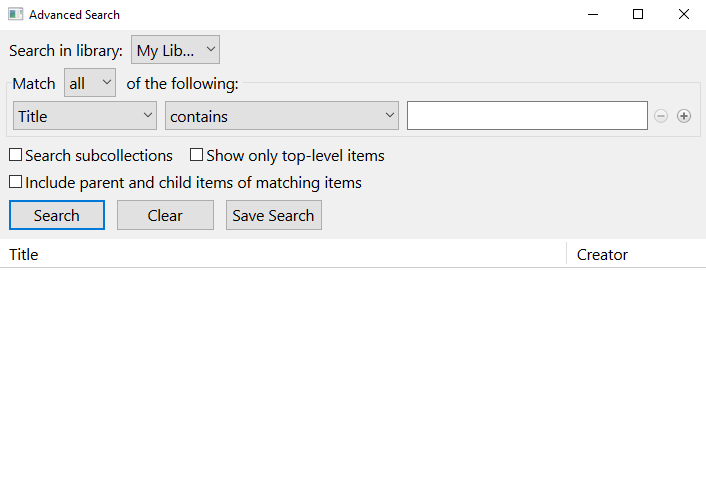 Advanced Search
Search in library: My Lib...
Match all of the following:
Title contains
Search subcollections Show only top-level items
Include parent and child items of matching items
Search Clear Save Search
Title Creator